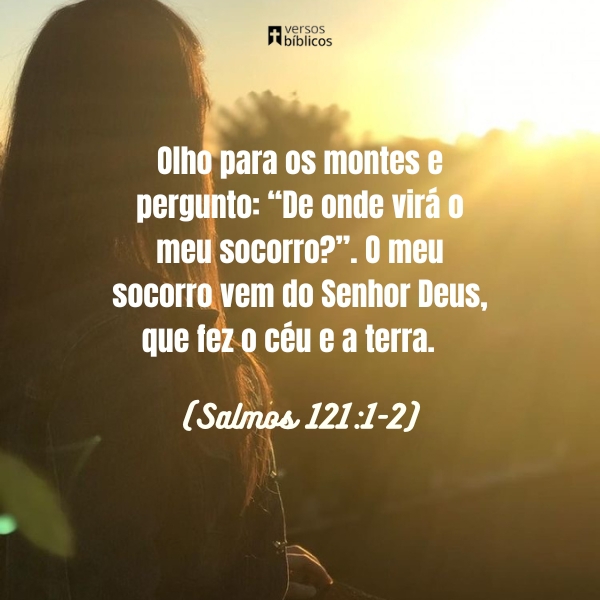 versos
bíblicos
Olho para os montes e
pergunto: “De onde virá o
meu socorro?”. O meu
socorro vem do Senhor Deus,
que fez o céu e a terra.
(Salmos 121:1-2)